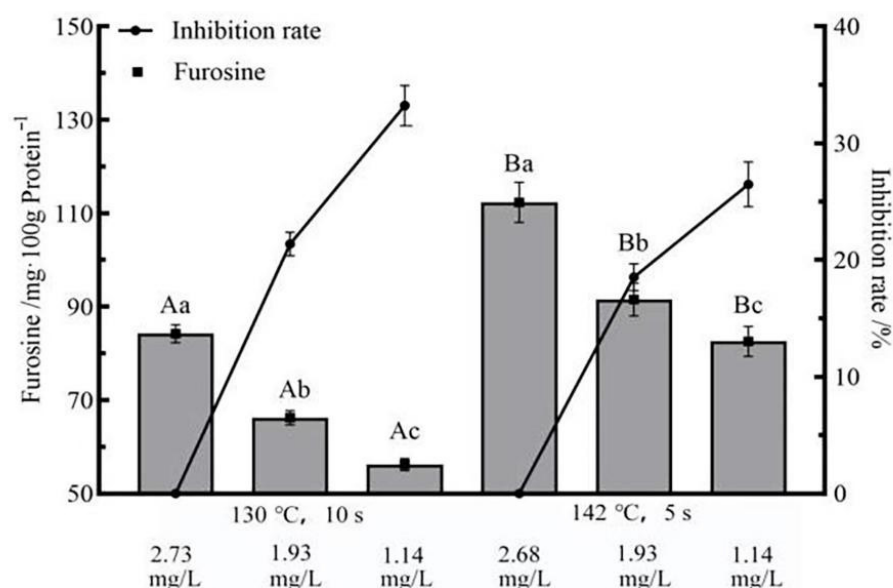 Inhibition rate
Furosine
Furosine /mg·100g Protein⁻¹
150
130
110
90
70
50
Aa
Ab
Ac
Ba
Bb
Bc
40
30
20
10
0
Inhibition rate /%
130 °C, 10 s
142 °C, 5 s
2.73 1.93 1.14 2.68 1.93 1.14
mg/L mg/L mg/L mg/L mg/L mg/L